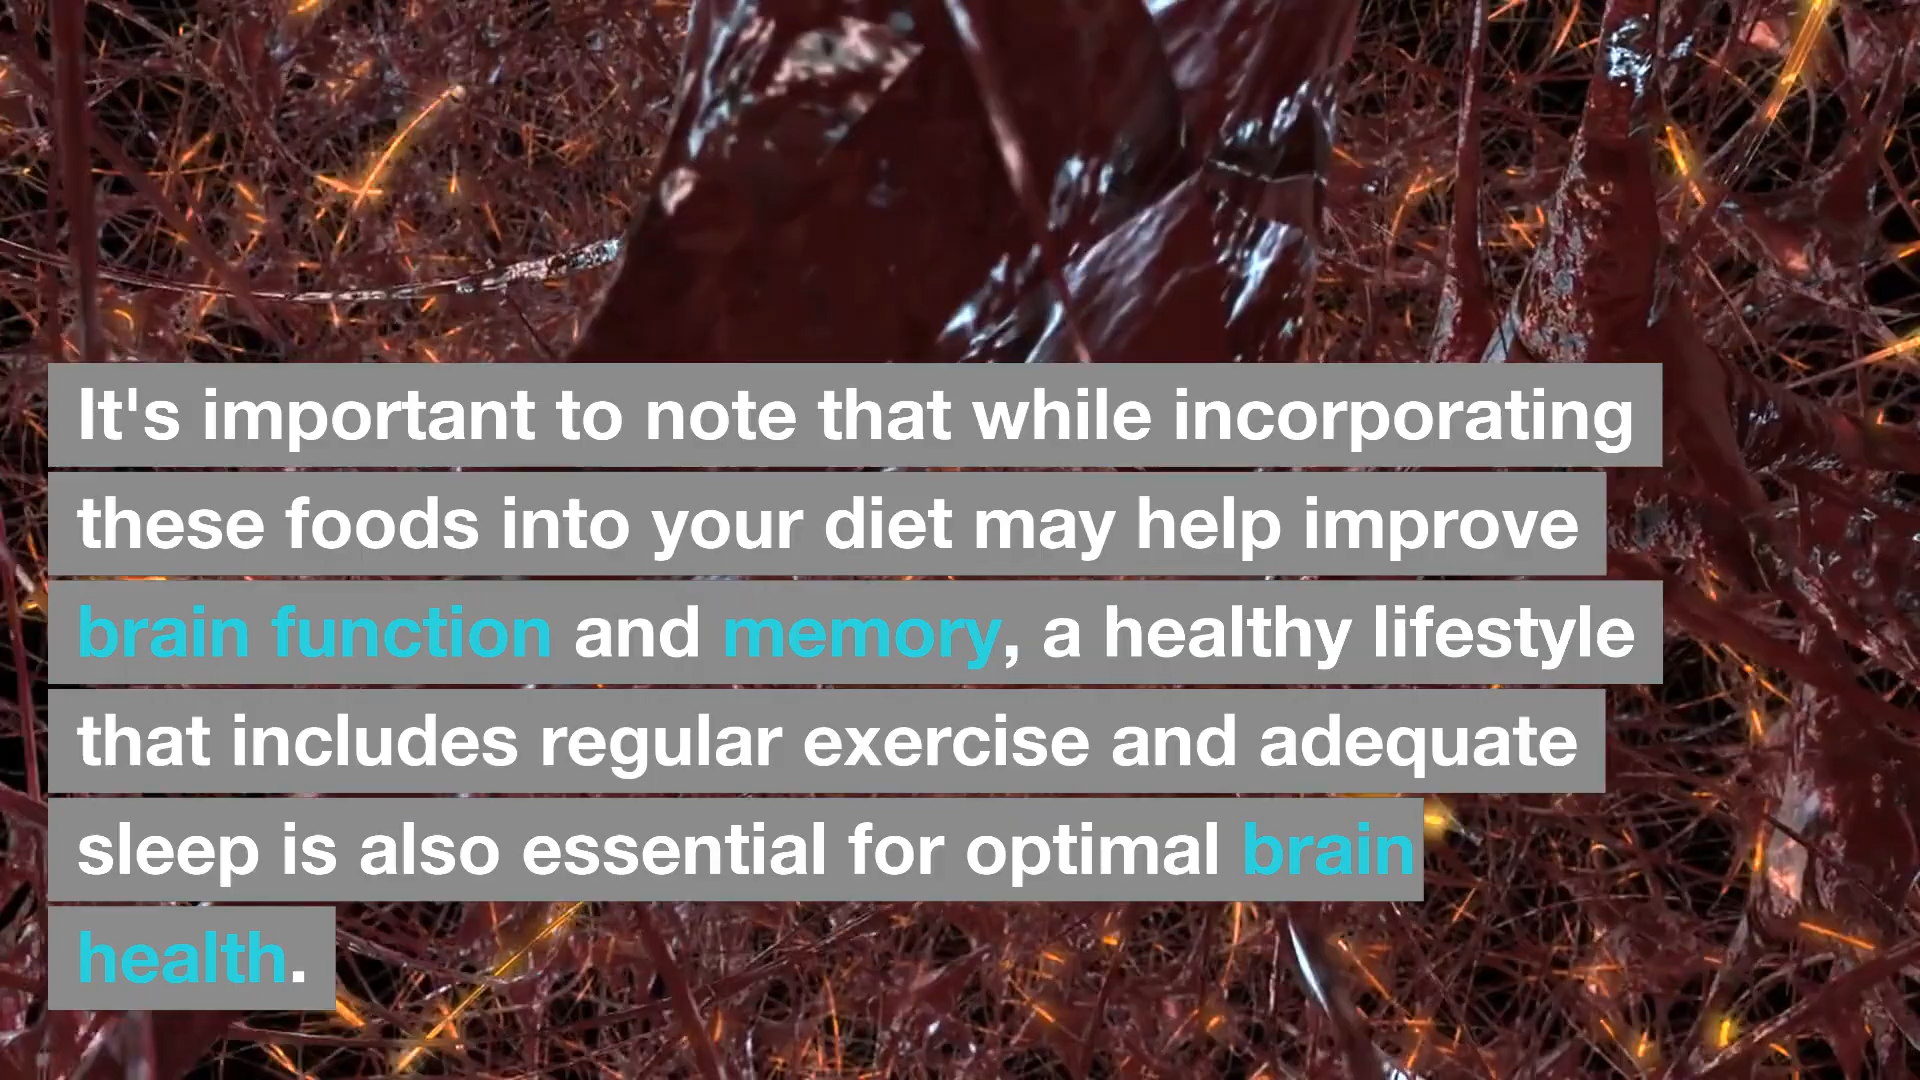 It's important to note that while incorporating
these foods into your diet may help improve
brain function and memory, a healthy lifestyle
that includes regular exercise and adequate
sleep is also essential for optimal brain
health.